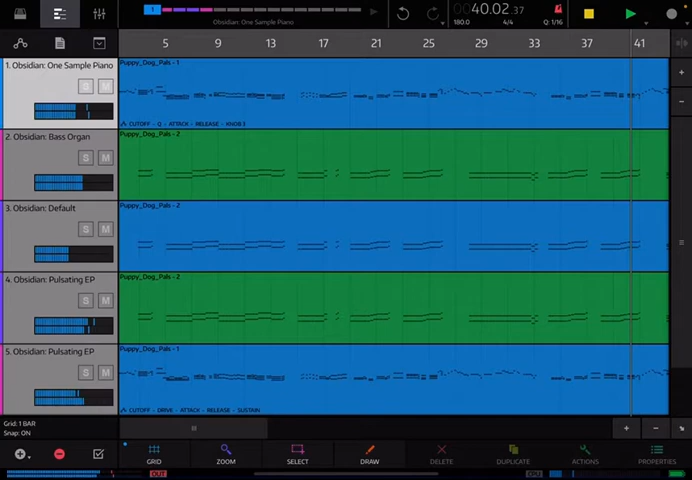 1
Obsidian: One Sample Piano
40.02.37
180.0 4/4 Q: 1/16
5 9 13 17 21 25 29 33 37 41
1. Obsidian: One Sample Piano
S M
Puppy_Dog_Pals - 1
CUTOFF - Q - ATTACK - RELEASE - KNOB 5
2. Obsidian: Bass Organ
S M
Puppy_Dog_Pals - 2
3. Obsidian: Default
S M
Puppy_Dog_Pals - 2
4. Obsidian: Pulsating EP
S M
Puppy_Dog_Pals - 2
5. Obsidian: Pulsating EP
S M
Puppy_Dog_Pals - 1
CUTOFF - DRIVE - ATTACK - RELEASE - SUSTAIN
Grid: 1 BAR
Snap: ON
GRID ZOOM SELECT DRAW DELETE DUPLICATE ACTIONS PROPERTIES
OUT CPU